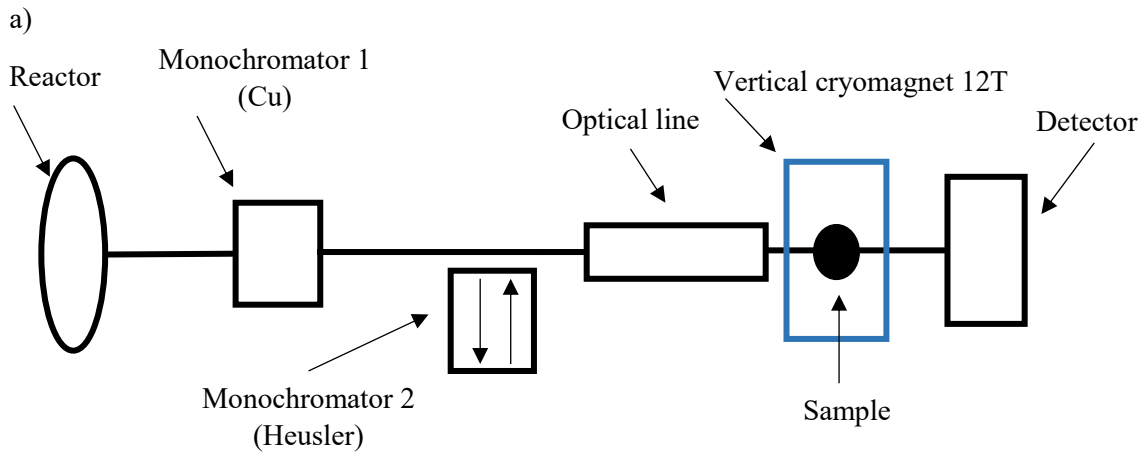 a)
Monochromator 1
(Cu)
Reactor
Vertical cryomagnet 12T
Optical line
Detector
Monochromator 2
(Heusler)
Sample